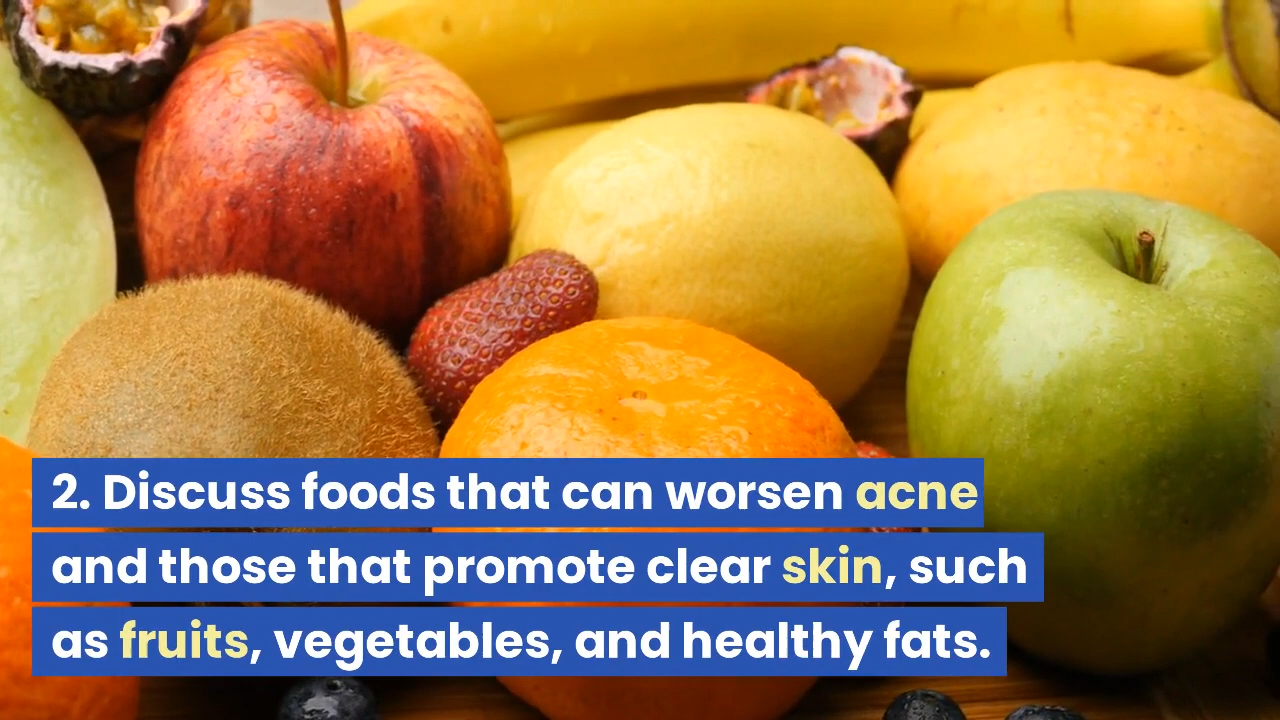 2. Discuss foods that can worsen acne
and those that promote clear skin, such
as fruits, vegetables, and healthy fats.